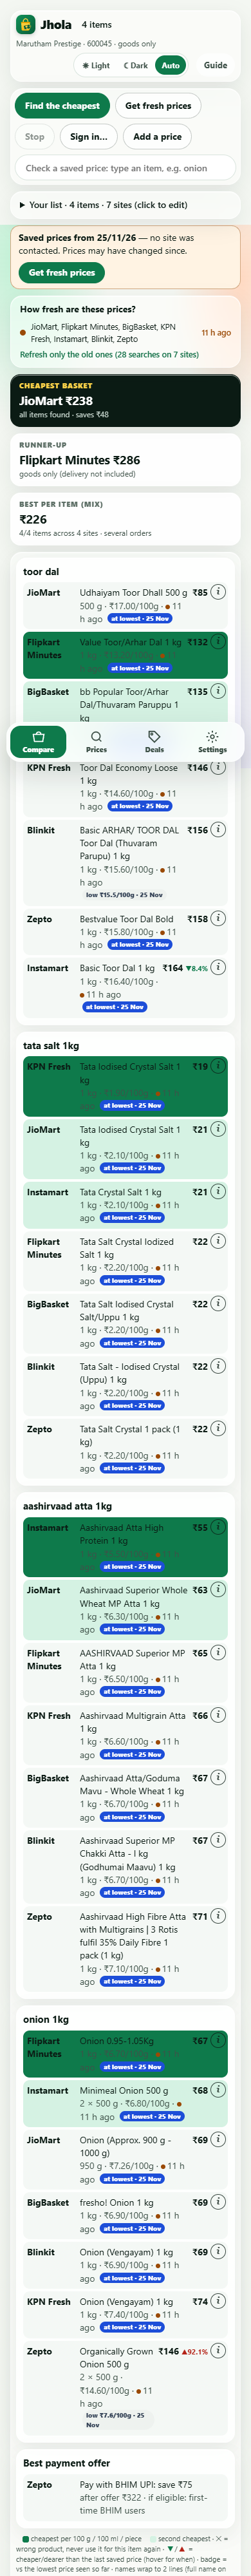 Jhola 4 items
Marutham Prestige · 600045 · goods only
☀ Light ☾ Dark Auto Guide
Find the cheapest Get fresh prices
Stop Sign in... Add a price
Check a saved price: type an item, e.g. onion
▶ Your list · 4 items · 7 sites (click to edit)
Saved prices from 25/11/26 — no site was
contacted. Prices may have changed since.
Get fresh prices
How fresh are these prices?
JioMart, Flipkart Minutes, BigBasket, KPN
Fresh, Instamart, Blinkit, Zepto
11 h ago
Refresh only the old ones (28 searches on 7 sites)
CHEAPEST BASKET
JioMart ₹238
all items found · saves ₹48
RUNNER-UP
Flipkart Minutes ₹286
goods only (delivery not included)
BEST PER ITEM (MIX)
₹226
4/4 items across 4 sites · several orders
toor dal
JioMart Udhaiyam Toor Dhall 500 g ₹85 i
500 g · ₹17.00/100g · ● 11
h ago at lowest · 25 Nov
Flipkart Minutes Value Toor/Arhar Dal 1 kg ₹132 i
at lowest · 25 Nov
BigBasket bb Popular Toor/Arhar ₹135 i
Dal/Thuvaram Paruppu 1
kg
Compare Prices Deals Settings
KPN Fresh Toor Dal Economy Loose ₹146 i
1 kg
1 kg · ₹14.60/100g · ● 11
h ago at lowest · 25 Nov
Blinkit Basic ARHAR/ TOOR DAL ₹156 i
Toor Dal (Thuvaram
Parupu) 1 kg
1 kg · ₹15.60/100g · ● 11
h ago
low ₹15.5/100g · 25 Nov
Zepto Bestvalue Toor Dal Bold ₹158 i
1 kg · ₹15.80/100g · ● 11
h ago at lowest · 25 Nov
Instamart Basic Toor Dal 1 kg ₹164 ▼8.4% i
1 kg · ₹16.40/100g ·
● 11 h ago
at lowest · 25 Nov
tata salt 1kg
KPN Fresh Tata Iodised Crystal Salt 1 ₹19 i
kg
at lowest · 25 Nov
JioMart Tata Iodised Crystal Salt 1 ₹21 i
kg
1 kg · ₹2.10/100g · ● 11 h
ago at lowest · 25 Nov
Instamart Tata Crystal Salt 1 kg ₹21 i
1 kg · ₹2.10/100g · ● 11 h
ago at lowest · 25 Nov
Flipkart Minutes Tata Salt Crystal Iodized ₹22 i
Salt 1 kg
1 kg · ₹2.20/100g · ● 11 h
ago at lowest · 25 Nov
BigBasket Tata Salt Iodised Crystal ₹22 i
Salt/Uppu 1 kg
1 kg · ₹2.20/100g · ● 11 h
ago at lowest · 25 Nov
Blinkit Tata Salt - Iodised Crystal ₹22 i
(Uppu) 1 kg
1 kg · ₹2.20/100g · ● 11 h
ago at lowest · 25 Nov
Zepto Tata Salt Crystal 1 pack (1 ₹22 i
kg)
1 kg · ₹2.20/100g · ● 11 h
ago at lowest · 25 Nov
aashirvaad atta 1kg
Instamart Aashirvaad Atta High ₹55 i
Protein 1 kg
at lowest · 25 Nov
JioMart Aashirvaad Superior Whole ₹63 i
Wheat MP Atta 1 kg
1 kg · ₹6.30/100g · ● 11 h
ago at lowest · 25 Nov
Flipkart Minutes AASHIRVAAD Superior MP ₹65 i
Atta 1 kg
1 kg · ₹6.50/100g · ● 11 h
ago at lowest · 25 Nov
KPN Fresh Aashirvaad Multigrain Atta ₹66 i
1 kg
1 kg · ₹6.60/100g · ● 11 h
ago at lowest · 25 Nov
BigBasket Aashirvaad Atta/Goduma ₹67 i
Mavu - Whole Wheat 1 kg
1 kg · ₹6.70/100g · ● 11 h
ago at lowest · 25 Nov
Blinkit Aashirvaad Superior MP ₹67 i
Chakki Atta - I kg
(Godhumai Maavu) 1 kg
1 kg · ₹6.70/100g · ● 11 h
ago at lowest · 25 Nov
Zepto Aashirvaad High Fibre Atta ₹71 i
with Multigrains | 3 Rotis
fulfil 35% Daily Fibre 1
pack (1 kg)
1 kg · ₹7.10/100g · ● 11 h
ago at lowest · 25 Nov
onion 1kg
Flipkart Minutes Onion 0.95-1.05Kg ₹67 i
at lowest · 25 Nov
Instamart Minimeal Onion 500 g ₹68 i
2 × 500 g · ₹6.80/100g · ●
11 h ago at lowest · 25 Nov
JioMart Onion (Approx. 900 g - ₹69 i
1000 g)
950 g · ₹7.26/100g · ● 11 h
ago at lowest · 25 Nov
BigBasket fresho! Onion 1 kg ₹69 i
1 kg · ₹6.90/100g · ● 11 h
ago at lowest · 25 Nov
Blinkit Onion (Vengayam) 1 kg ₹69 i
1 kg · ₹6.90/100g · ● 11 h
ago at lowest · 25 Nov
KPN Fresh Onion (Vengayam) 1 kg ₹74 i
1 kg · ₹7.40/100g · ● 11 h
ago at lowest · 25 Nov
Zepto Organically Grown ₹146 ▲92.1% i
Onion 500 g
2 × 500 g ·
₹14.60/100g · ● 11
h ago
low ₹7.6/100g · 25
Nov
Best payment offer
Zepto Pay with BHIM UPI: save ₹75
after offer ₹322 · if eligible: first-
time BHIM users
cheapest per 100 g / 100 ml / piece second cheapest · ✕ =
wrong product, never use it for this item again · ▼/▲ =
cheaper/dearer than the last saved price (hover for when) · badge =
vs the lowest price seen so far · names wrap to 2 lines (full name on